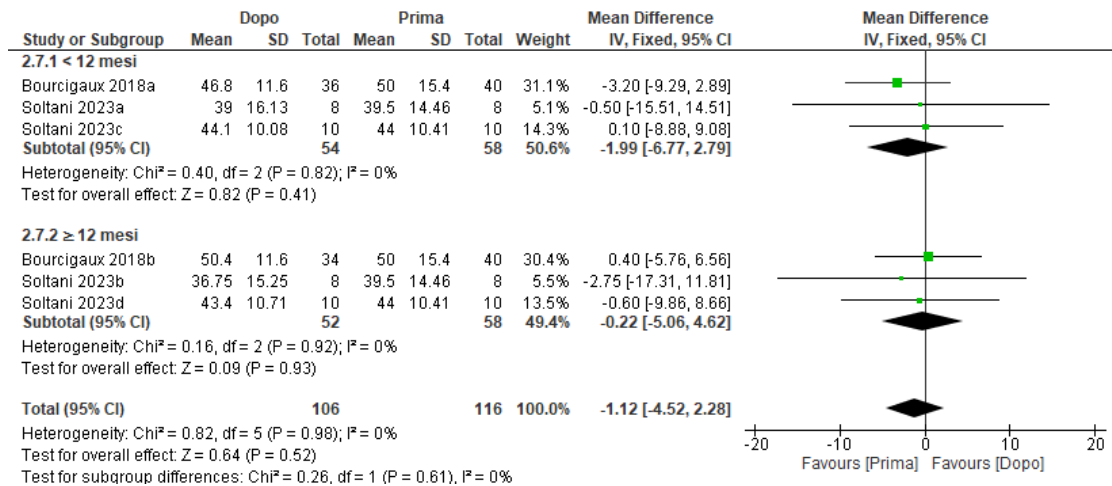 Dopo Prima Mean Difference Mean Difference
Study or Subgroup Mean SD Total Mean SD Total Weight IV, Fixed, 95% CI IV, Fixed, 95% CI
2.7.1 < 12 mesi
Bourcigaux 2018a 46.8 11.6 36 50 15.4 40 31.1% -3.20 [-9.29, 2.89]
Soltani 2023a 39 16.13 8 39.5 14.46 8 5.1% -0.50 [-15.51, 14.51]
Soltani 2023c 44.1 10.08 10 44 10.41 10 14.3% 0.10 [-8.88, 9.08]
Subtotal (95% CI) 54 58 50.6% -1.99 [-6.77, 2.79]
Heterogeneity: Chi² = 0.40, df = 2 (P = 0.82); I² = 0%
Test for overall effect: Z = 0.82 (P = 0.41)
2.7.2 ≥ 12 mesi
Bourcigaux 2018b 50.4 11.6 34 50 15.4 40 30.4% 0.40 [-5.76, 6.56]
Soltani 2023b 36.75 15.25 8 39.5 14.46 8 5.5% -2.75 [-17.31, 11.81]
Soltani 2023d 43.4 10.71 10 44 10.41 10 13.5% -0.60 [-9.86, 8.66]
Subtotal (95% CI) 52 58 49.4% -0.22 [-5.06, 4.62]
Heterogeneity: Chi² = 0.16, df = 2 (P = 0.92); I² = 0%
Test for overall effect: Z = 0.09 (P = 0.93)
Total (95% CI) 106 116 100.0% -1.12 [-4.52, 2.28]
Heterogeneity: Chi² = 0.82, df = 5 (P = 0.98); I² = 0%
Test for overall effect: Z = 0.64 (P = 0.52)
Test for subgroup differences: Chi² = 0.26, df = 1 (P = 0.61), I² = 0%
-20 -10 0 10 20
Favours [Prima] Favours [Dopo]